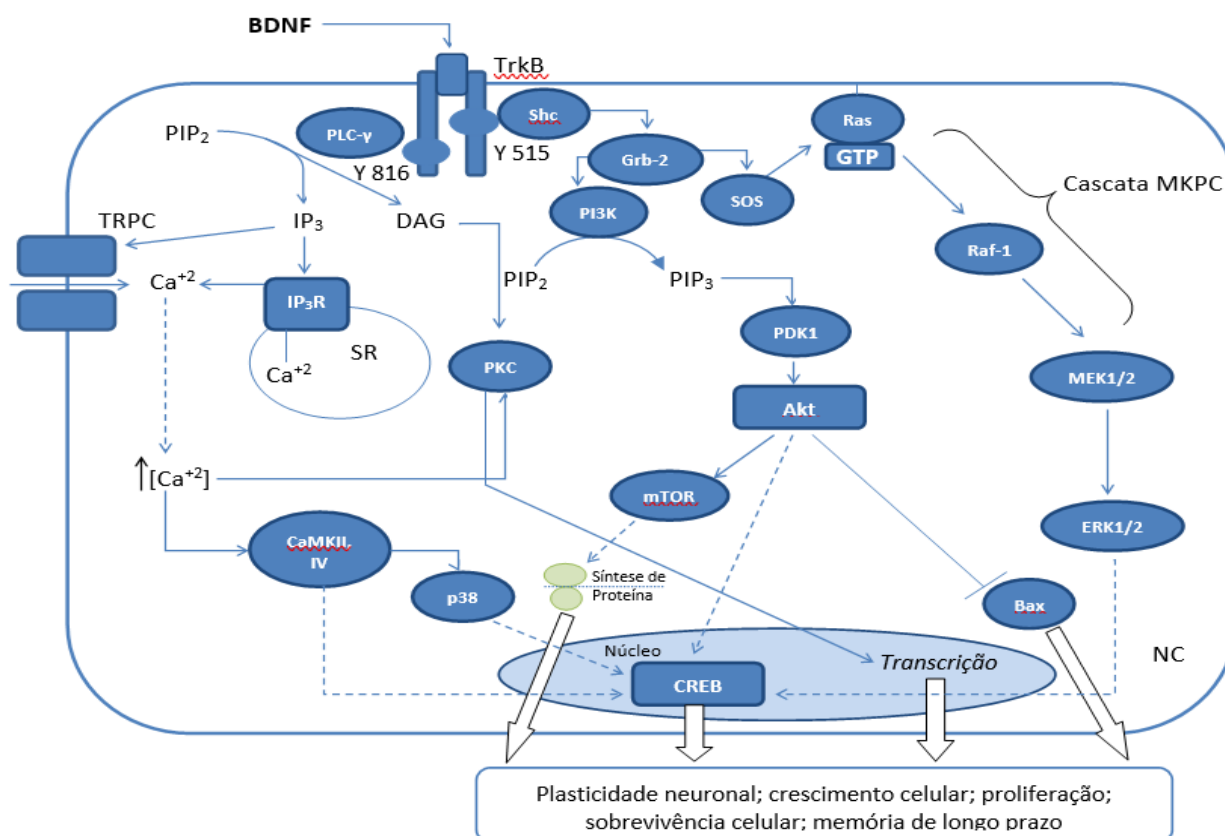 BDNF
TrkB
Shc
Ras
GTP
PLC-γ
PIP₂
Y 816
Y 515
Grb-2
SOS
PI3K
Cascata MKPC
TRPC
IP₃
DAG
Raf-1
Ca⁺²
IP₃R
PIP₂
PIP₃
SR
Ca⁺²
PDK1
PKC
MEK1/2
Akt
↑[Ca⁺²]
mTOR
ERK1/2
CaMKII,
IV
p38
Síntese de
Proteína
Bax
Núcleo
NC
Transcrição
CREB
Plasticidade neuronal; crescimento celular; proliferação;
sobrevivência celular; memória de longo prazo